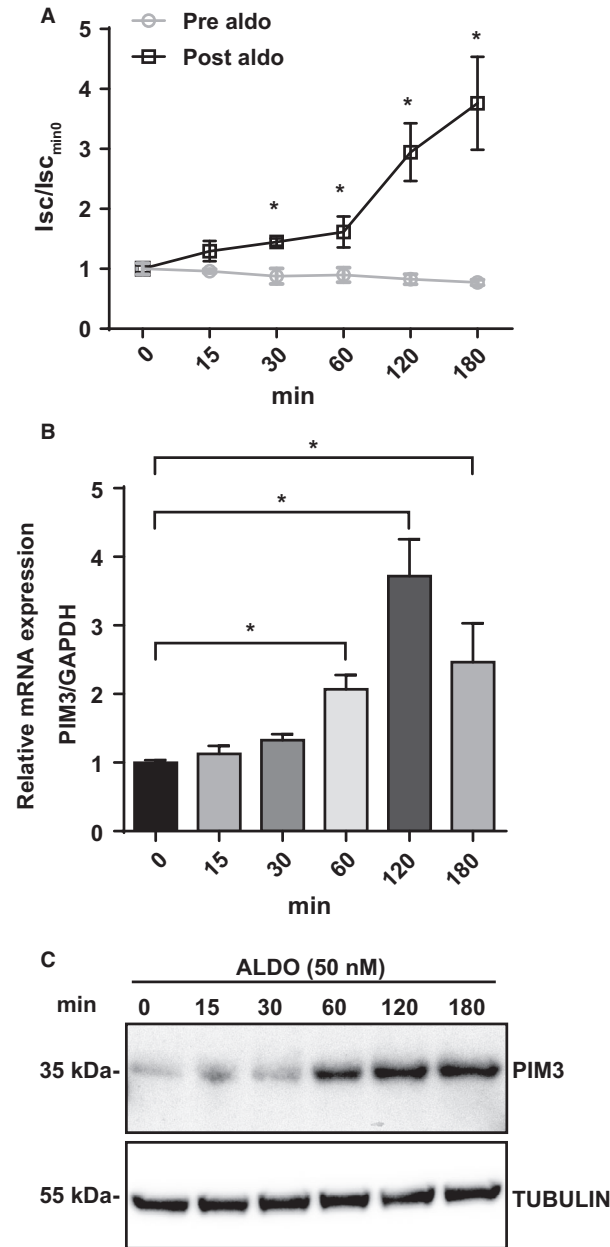 A
Pre aldo
Post aldo
Isc/Isc min0
5
4
3
2
1
0
*
*
*
*
0 15 30 60 120 180
min
B
Relative mRNA expression
PIM3/GAPDH
5
4
3
2
1
0
*
*
*
0 15 30 60 120 180
min
C
ALDO (50 nM)
min 0 15 30 60 120 180
35 kDa- PIM3
55 kDa- TUBULIN